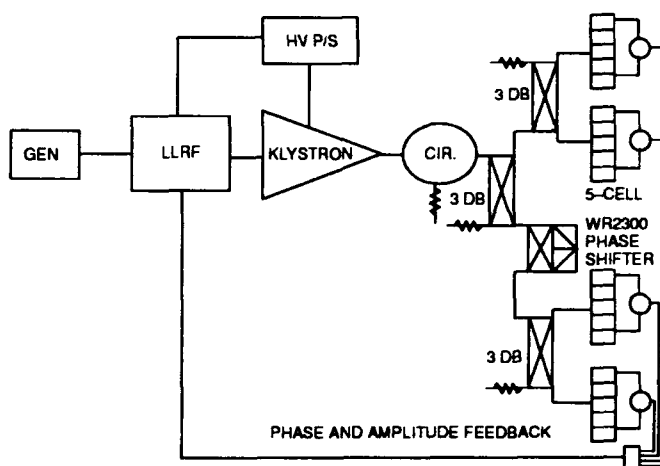 HV P/S
3 DB
GEN
LLRF
KLYSTRON
CIR.
3 DB
5-CELL
WR2300
PHASE
SHIFTER
3 DB
PHASE AND AMPLITUDE FEEDBACK